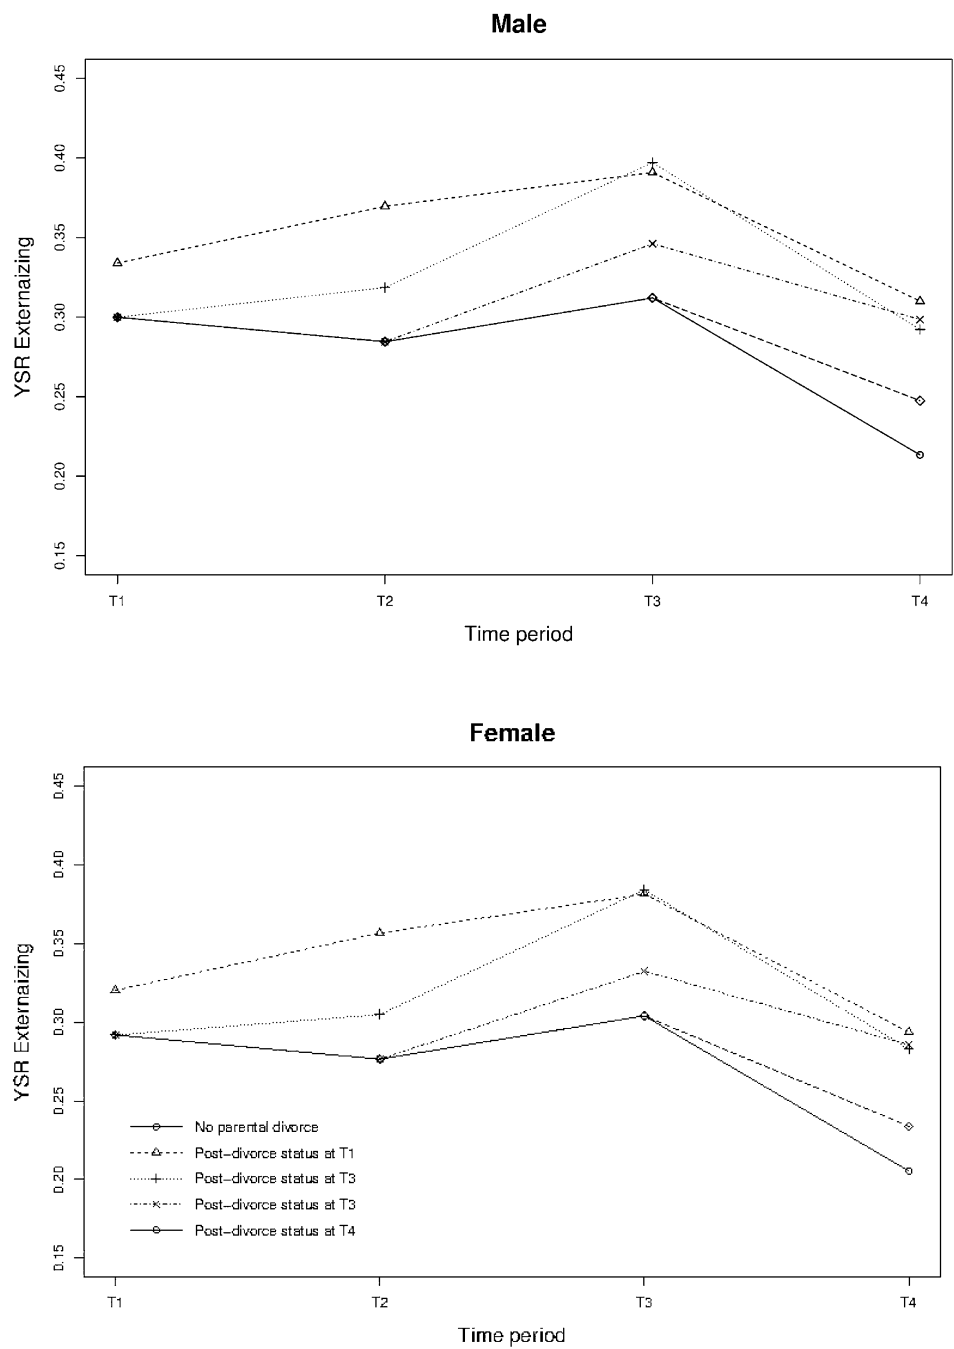 Male
YSR Externaizing
0.45
0.40
0.35
0.30
0.25
0.20
0.15
T1 T2 T3 T4
Time period
Female
YSR Externaizing
0.45
0.40
0.35
0.30
0.25
0.20
0.15
No parental divorce
Post-divorce status at T1
Post-divorce status at T3
Post-divorce status at T3
Post-divorce status at T4
T1 T2 T3 T4
Time period